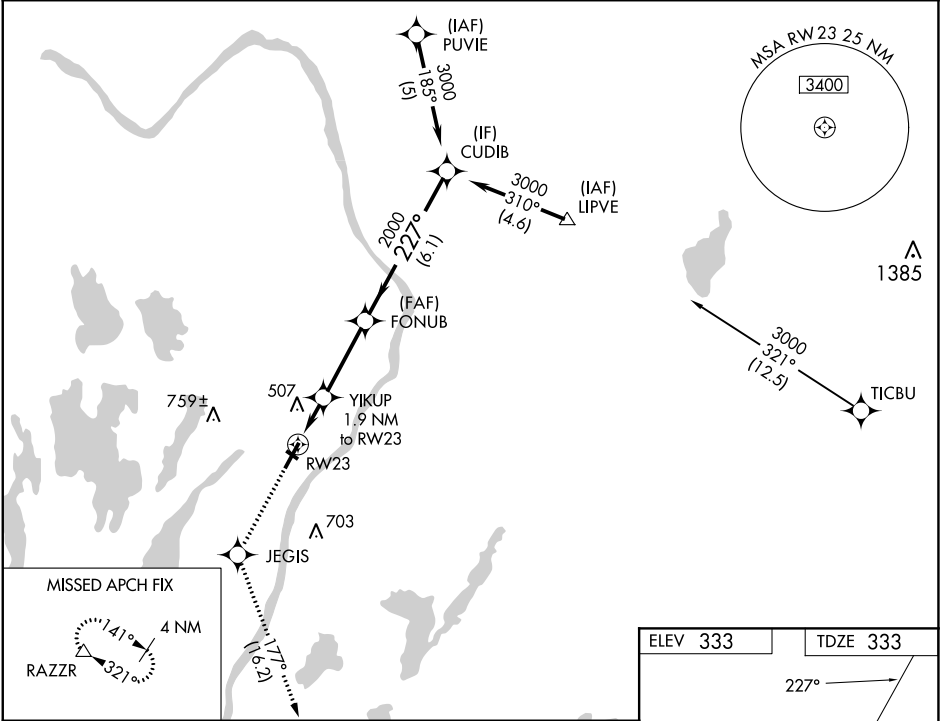 (IAF)
PUVIE
3000
185°
(5)
MSA RW23 25 NM
3400
(IF)
CUDIB
3000
310°
(4.6)
(IAF)
LIPVE
2000
227°
(6.1)
1385
(FAF)
FONUB
3000
321°
(12.5)
TICBU
507
759±
YIKUP
1.9 NM
to RW23
RW23
703
JEGIS
177°
(16.2)
MISSED APCH FIX
141°
4 NM
321°
RAZZR
ELEV 333
TDZE 333
227°